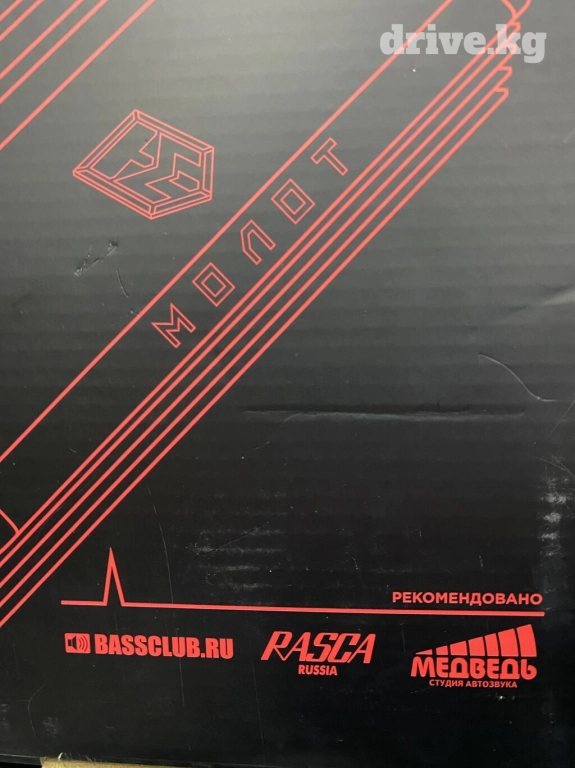 drive.kg
МОЛОТ
РЕКОМЕНДОВАНО
BASSCLUB.RU
RASCA
RUSSIA
МЕДВЕДЬ
СТУДИЯ АВТОЗВУКА